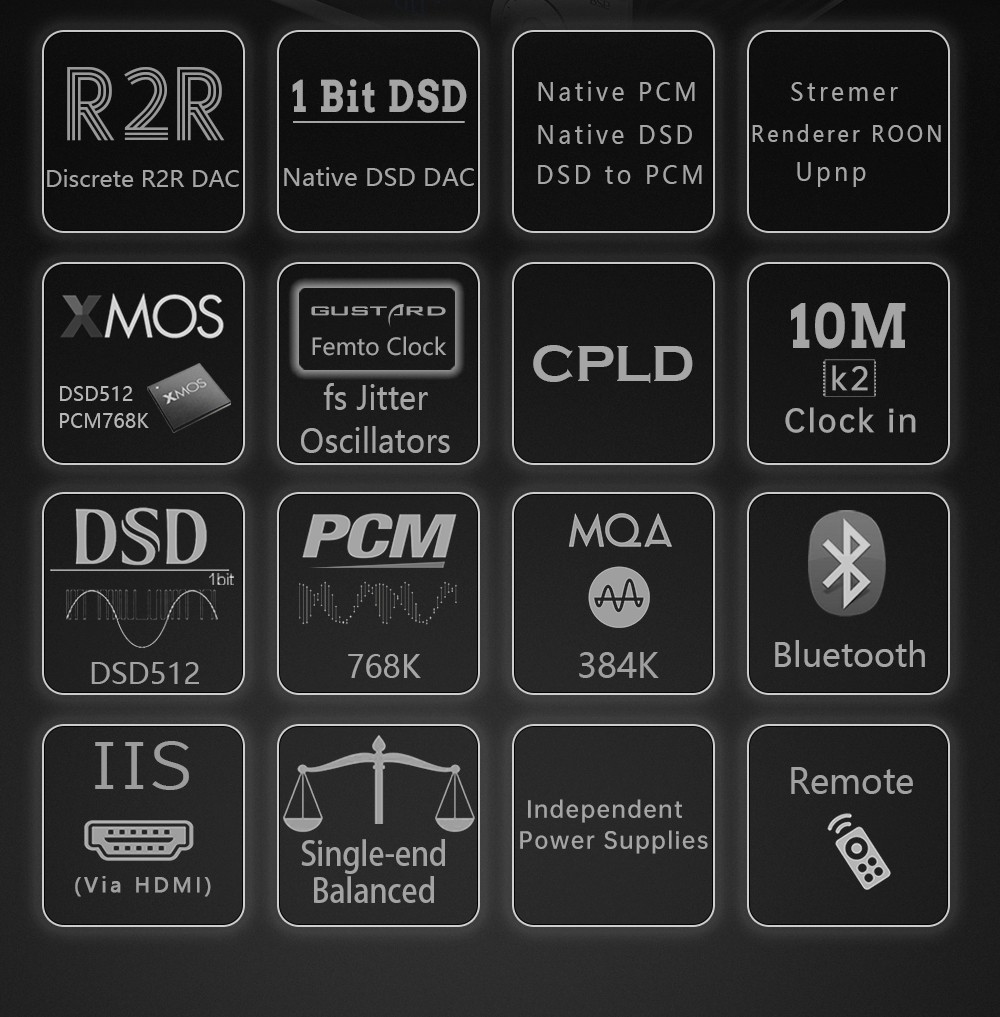 R2R
Discrete R2R DAC
1 Bit DSD
Native DSD DAC
Native PCM
Native DSD
DSD to PCM
Stremer
Renderer ROON
Upnp
XMOS
DSD512
PCM768K
XMOS
GUSTARD
Femto Clock
fs Jitter
Oscillators
CPLD
10M
k2
Clock in
DSD
1bit
DSD512
PCM
768K
MQA
384K
Bluetooth
IIS
(Via HDMI)
Single-end
Balanced
Independent
Power Supplies
Remote